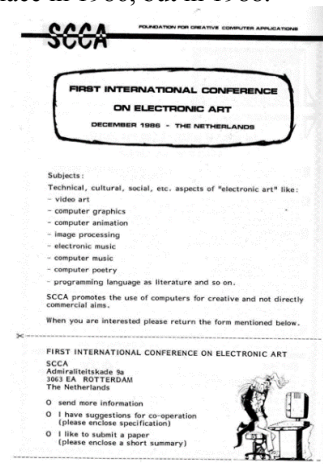 SCCA
FOUNDATION FOR CREATIVE COMPUTER APPLICATIONS
FIRST INTERNATIONAL CONFERENCE
ON ELECTRONIC ART
DECEMBER 1986 - THE NETHERLANDS
Subjects:
Technical, cultural, social, etc. aspects of "electronic art" like:
- video art
- computer graphics
- computer animation
- image processing
- electronic music
- computer music
- computer poetry
- programming language as literature and so on.
SCCA promotes the use of computers for creative and not directly
commercial aims.
When you are interested please return the form mentioned below.
FIRST INTERNATIONAL CONFERENCE ON ELECTRONIC ART
SCCA
Admiraliteitskade 9a
3063 EA ROTTERDAM
The Netherlands
O send more information
O I have suggestions for co-operation
(please enclose specification)
O I like to submit a paper
(please enclose a short summary)